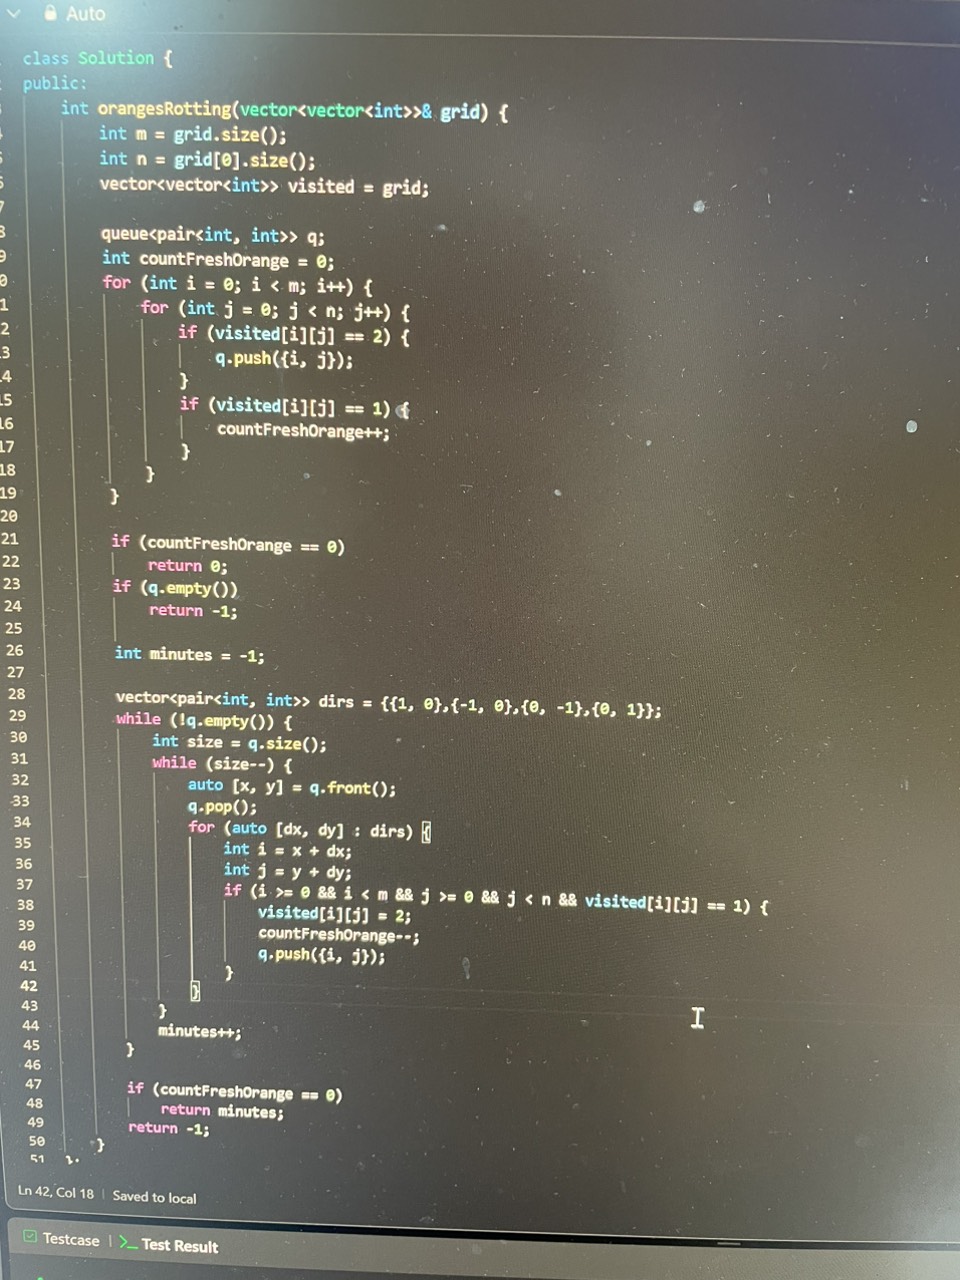 Auto
class Solution {
public:
int orangesRotting(vector<vector<int>>& grid) {
int m = grid.size();
int n = grid[0].size();
vector<vector<int>> visited = grid;
8 queue<pair<int, int>> q;
9 int countFreshOrange = 0;
0 for (int i = 0; i < m; i++) {
1 for (int j = 0; j < n; j++) {
2 if (visited[i][j] == 2) {
3 q.push({i, j});
4 }
15 if (visited[i][j] == 1) {
16 countFreshOrange++;
17 }
18 }
19 }
20
21 if (countFreshOrange == 0)
22 return 0;
23 if (q.empty())
24 return -1;
25
26 int minutes = -1;
27
28 vector<pair<int, int>> dirs = {{1, 0},{-1, 0},{0, -1},{0, 1}};
29 while (!q.empty()) {
30 int size = q.size();
31 while (size--) {
32 auto [x, y] = q.front();
33 q.pop();
34 for (auto [dx, dy] : dirs) {
35 int i = x + dx;
36 int j = y + dy;
37 if (i >= 0 && i < m && j >= 0 && j < n && visited[i][j] == 1) {
38 visited[i][j] = 2;
39 countFreshOrange--;
40 q.push({i, j});
41 }
42 }
43 }
44 minutes++;
45 }
46
47 if (countFreshOrange == 0)
48 return minutes;
49 return -1;
50 }
51 };
Ln 42, Col 18 | Saved to local
Testcase | >_ Test Result